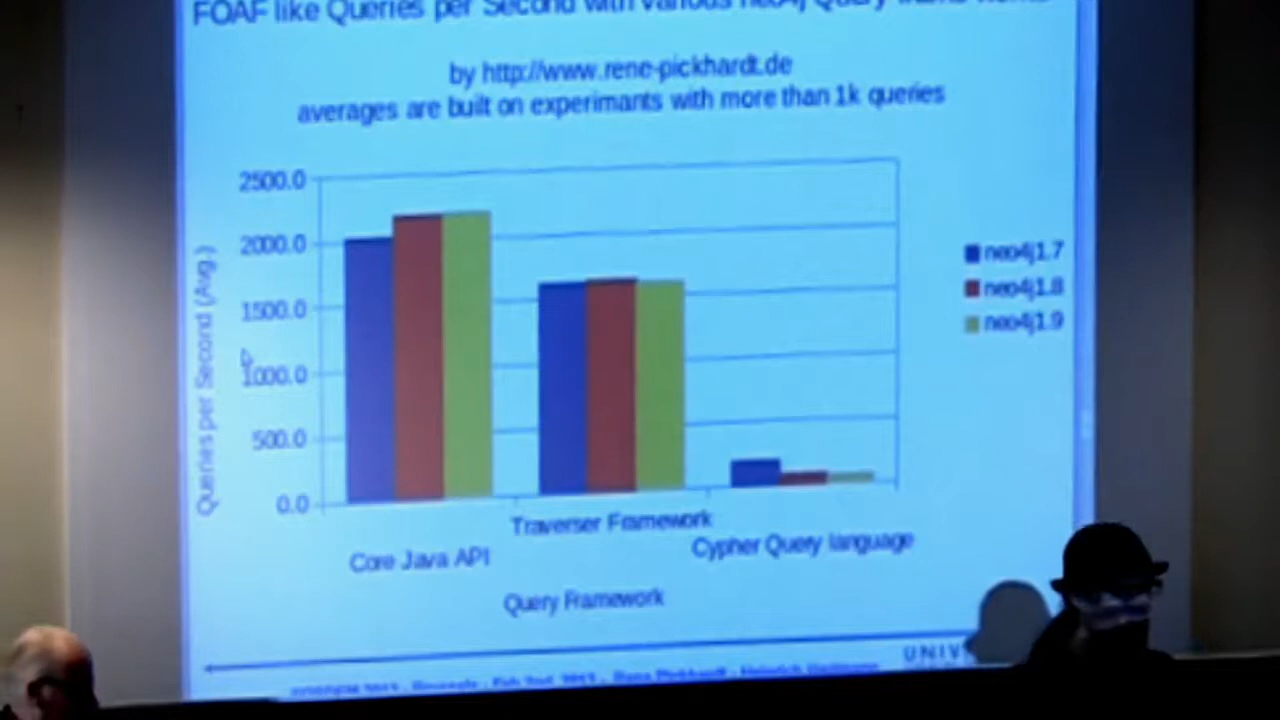 FOAF like Queries per Second with various neo4j Query
by http://www.rene-pickhardt.de
averages are built on experimants with more than 1k queries
2500.0
2000.0
1500.0
1000.0
500.0
0.0
Queries per Second (Avg.)
neo4j1.7
neo4j1.8
neo4j1.9
Traverser Framework
Cypher Query language
Core Java API
Query Framework
UNIV